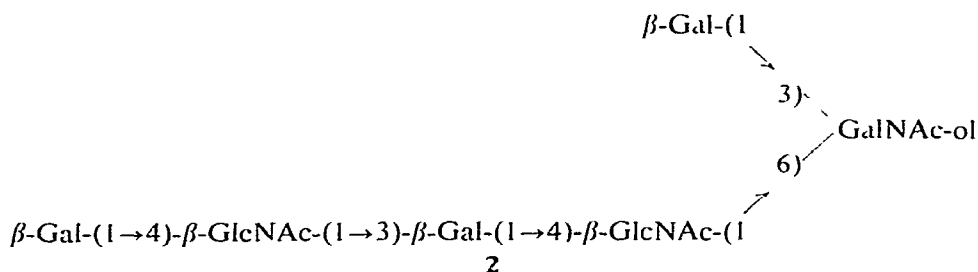 β-Gal-(1
3)
GalNAc-ol
6)
β-Gal-(1→4)-β-GlcNAc-(1→3)-β-Gal-(1→4)-β-GlcNAc-(1
2